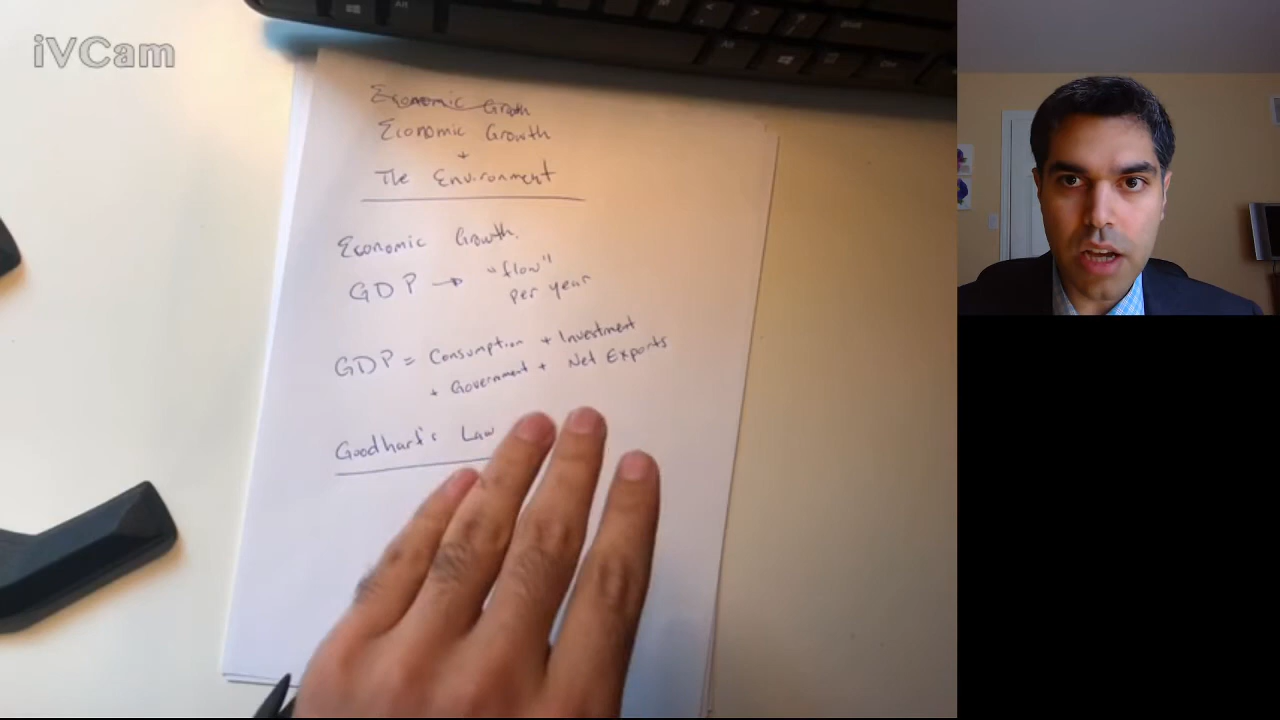 iVCam
Economic Growth
Economic Growth
+
The Environment
Economic Growth.
GDP → "flow"
per year
GDP = Consumption + Investment
+ Government + Net Exports
Goodhart's Law